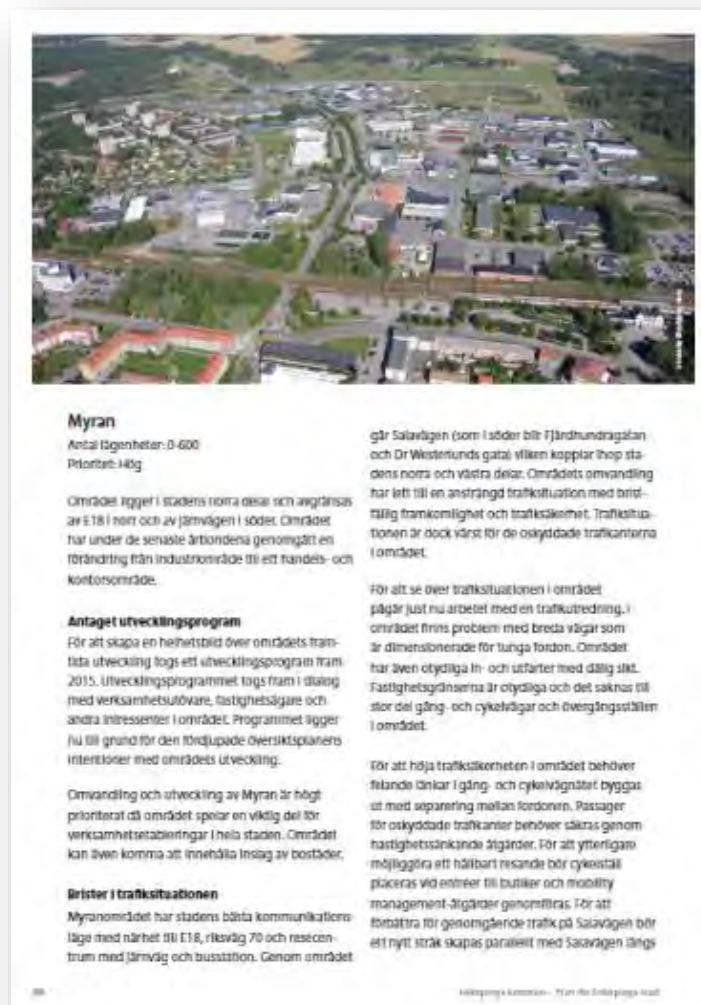 Myran
Antal lägenheter: 0-600
Prioritet: Hög
Området ligger i stadens norra delar och avgränsas
av E18 i norr och av järnvägen i söder. Området
har under de senaste årtiondena genomgått en
förändring från industriområde till ett handels- och
kontorsområde.
Antaget utvecklingsprogram
För att skapa en helhetsbild över områdets fram-
tida utveckling togs ett utvecklingsprogram fram
2015. Utvecklingsprogrammet togs fram i dialog
med verksamhetsutövare, fastighetsägare och
andra intressenter i området. Programmet ligger
nu till grund för den fördjupade översiktsplanens
intentioner med områdets utveckling.
Omvandling och utveckling av Myran är högt
prioriterat då området spelar en viktig del för
verksamhetsetableringar i hela staden. Området
kan även komma att innehålla inslag av bostäder.
Brister i trafiksituationen
Myranområdet har stadens bästa kommunikations-
läge med närhet till E18, riksväg 70 och resecen-
trum med järnväg och busstation. Genom området
går Salavägen (som i söder blir Fjärdhundragatan
och Dr Westerlunds gata) vilken kopplar ihop sta-
dens norra och västra delar. Områdets omvandling
har lett till en ansträngd trafiksituation med brist-
fällig framkomlighet och trafiksäkerhet. Trafiksitua-
tionen är dock värst för de oskyddade trafikanterna
i området.
För att se över trafiksituationen i området
pågår just nu arbetet med en trafikutredning. I
området finns problem med breda vägar som
är dimensionerade för tunga fordon. Området
har även otydliga in- och utfarter med dålig sikt.
Fastighetsgränserna är otydliga och det saknas till
stor del gång- och cykelvägar och övergångsställen
i området.
För att höja trafiksäkerheten i området behöver
felande länkar i gång- och cykelvägnätet byggas
ut med separering mellan fordonen. Passager
för oskyddade trafikanter behöver säkras genom
hastighetssänkande åtgärder. För att ytterligare
möjliggöra ett hållbart resande bör cykelställ
placeras vid entréer till butiker och mobility
management-åtgärder genomföras. För att
förbättra för genomgående trafik på Salavägen bör
ett nytt stråk skapas parallellt med Salavägen längs
Enköpings kommun - Plan för Enköpings stad